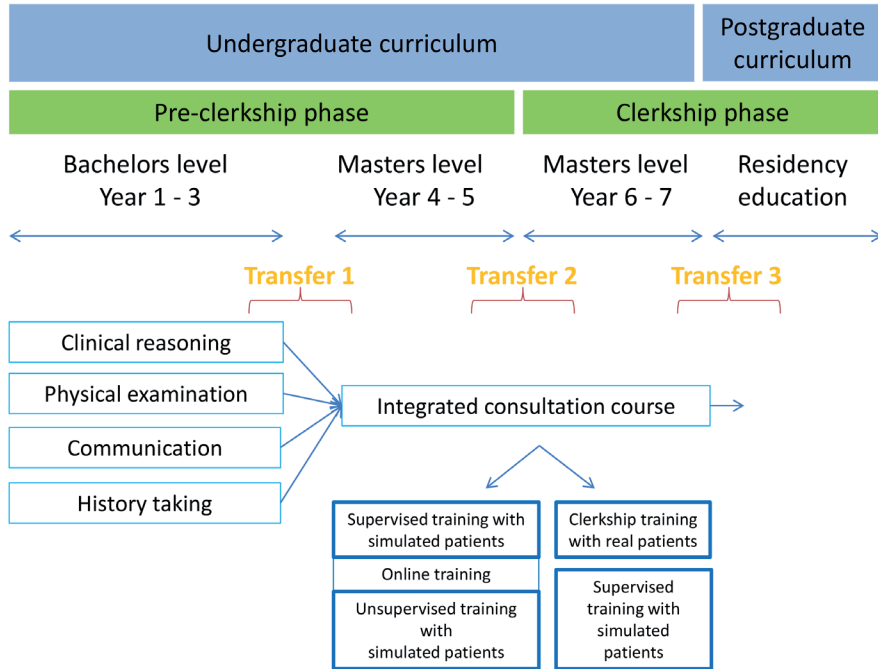 Undergraduate curriculum
Postgraduate
curriculum
Pre-clerkship phase
Clerkship phase
Bachelors level
Year 1 - 3
Masters level
Year 4 - 5
Masters level
Year 6 - 7
Residency
education
Transfer 1
Transfer 2
Transfer 3
Clinical reasoning
Physical examination
Communication
History taking
Integrated consultation course
Supervised training with
simulated patients
Online training
Unsupervised training
with
simulated patients
Clerkship training
with real patients
Supervised
training with
simulated
patients